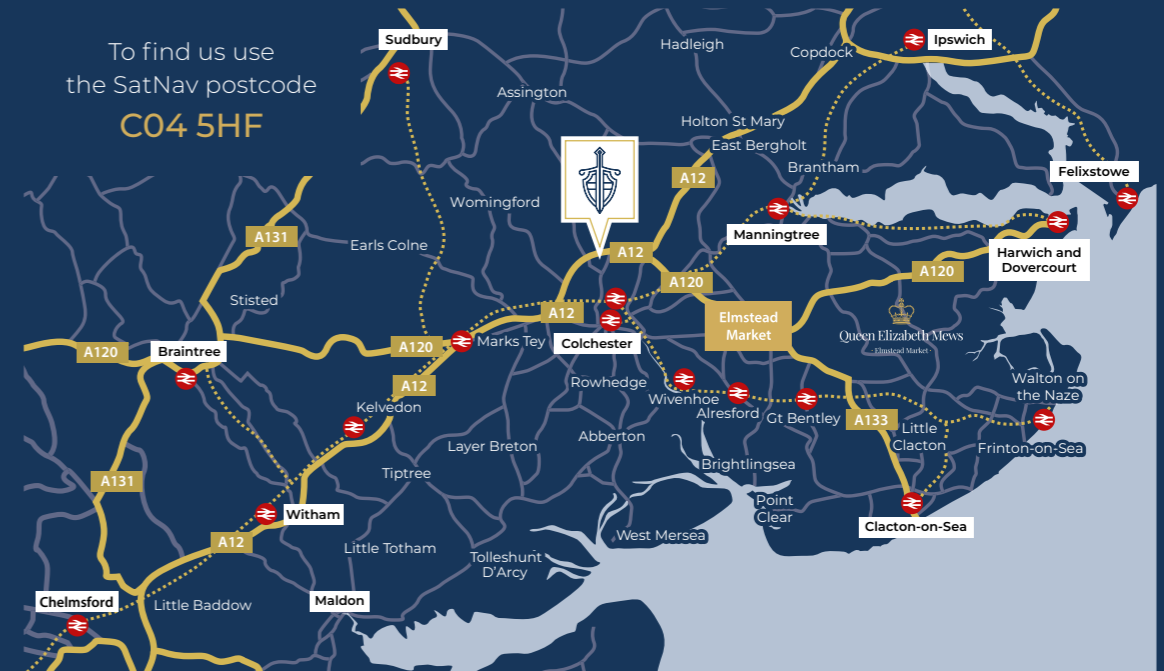 To find us use
the SatNav postcode
C04 5HF
Sudbury
Hadleigh
Copdock
Ipswich
Assington
Holton St Mary
East Bergholt
Brantham
Felixstowe
A12
Womingford
Manningtree
A131
Earls Colne
A12
Harwich and
Dovercourt
A120
A120
Stisted
A12
Elmstead
Market
Queen Elizabeth Mews
· Elmstead Market ·
A120
Braintree
A120
Marks Tey
Colchester
A12
Rowhedge
Wivenhoe
Alresford
Gt Bentley
Walton on
the Naze
Kelvedon
A133
Little
Clacton
Frinton-on-Sea
Layer Breton
Abberton
Tiptree
Brightlingsea
A131
Point
Clear
Witham
Clacton-on-Sea
A12
Little Totham
West Mersea
Tolleshunt
D'Arcy
Chelmsford
Little Baddow
Maldon